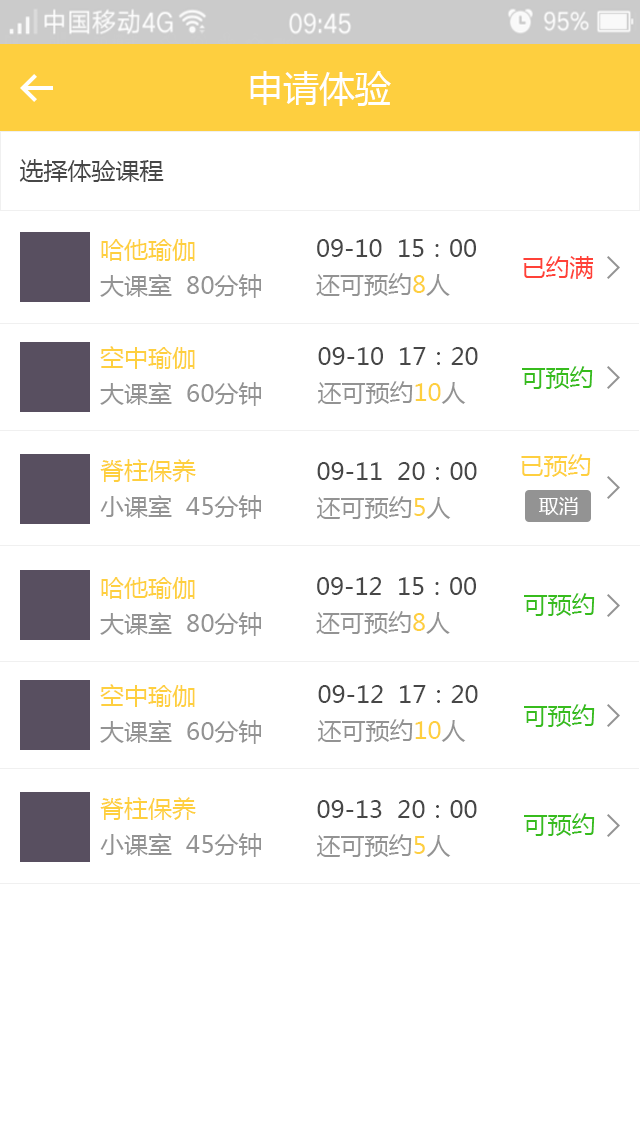 中国移动4G 09:45 95%
申请体验
选择体验课程
哈他瑜伽 09-10 15：00
大课室 80分钟 还可预约8人 已约满
空中瑜伽 09-10 17：20
大课室 60分钟 还可预约10人 可预约
脊柱保养 09-11 20：00 已预约
小课室 45分钟 还可预约5人 取消
哈他瑜伽 09-12 15：00
大课室 80分钟 还可预约8人 可预约
空中瑜伽 09-12 17：20
大课室 60分钟 还可预约10人 可预约
脊柱保养 09-13 20：00
小课室 45分钟 还可预约5人 可预约